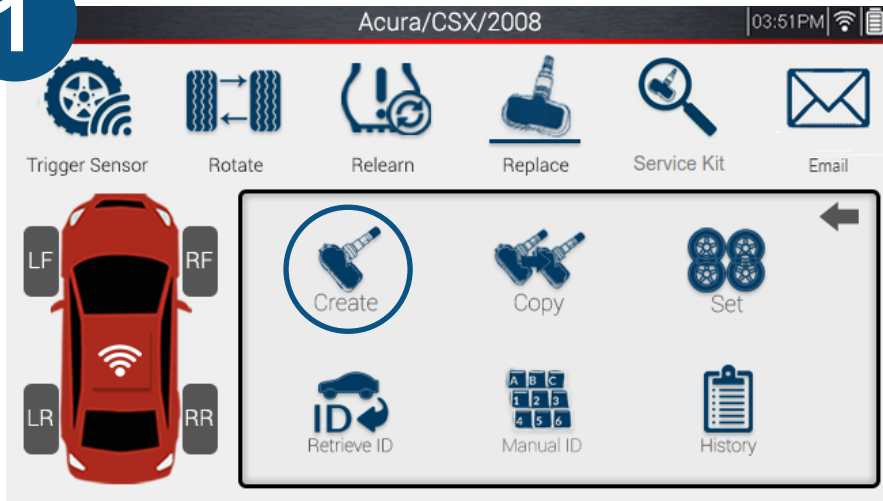 1
Acura/CSX/2008
03:51PM
Trigger Sensor
Rotate
Relearn
Replace
Service Kit
Email
LF
RF
LR
RR
Create
Copy
Set
ID
Retrieve ID
A B C
1 2 3
4 5 6
Manual ID
History